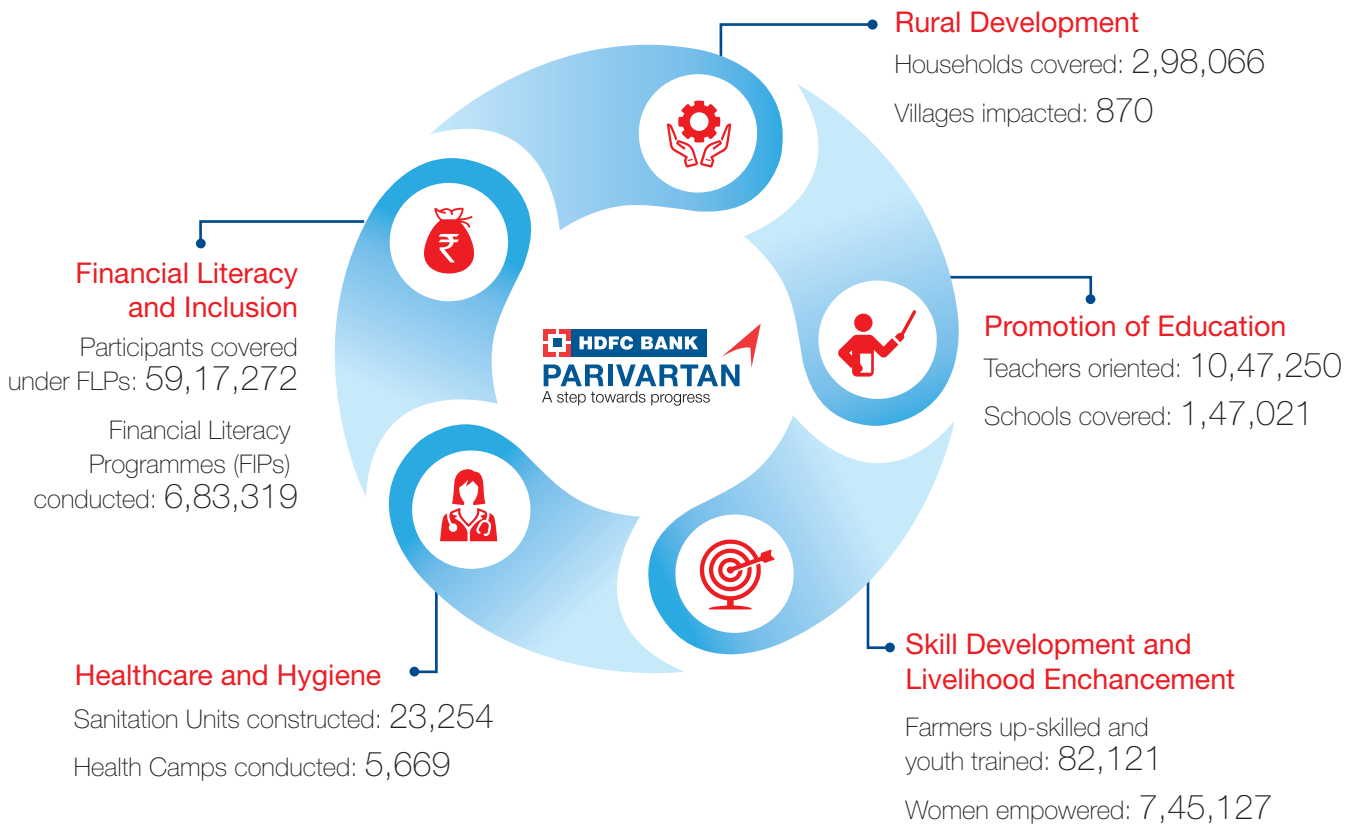 Rural Development
Households covered: 2,98,066
Villages impacted: 870
Promotion of Education
Teachers oriented: 10,47,250
Schools covered: 1,47,021
Skill Development and
Livelihood Enchancement
Farmers up-skilled and
youth trained: 82,121
Women empowered: 7,45,127
Healthcare and Hygiene
Sanitation Units constructed: 23,254
Health Camps conducted: 5,669
Financial Literacy
and Inclusion
Participants covered
under FLPs: 59,17,272
Financial Literacy
Programmes (FIPs)
conducted: 6,83,319
₹
HDFC BANK
PARIVARTAN
A step towards progress